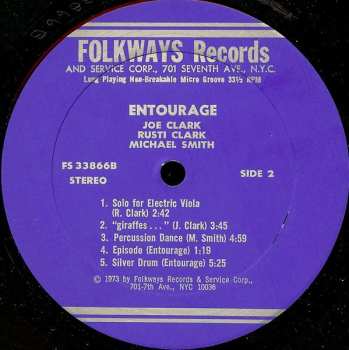 FOLKWAYS Records
AND SERVICE CORP., 701 SEVENTH AVE., N.Y.C.
Long Playing Non-Breakable Micro Groove 33⅓ RPM
ENTOURAGE
JOE CLARK
RUSTI CLARK
MICHAEL SMITH
FS 33866B
STEREO
SIDE 2
1. Solo for Electric Viola
(R. Clark) 2:42
2. "giraffes . . ." (J. Clark) 3:45
3. Percussion Dance (M. Smith) 4:59
4. Episode (Entourage) 4:19
5. Silver Drum (Entourage) 5:25
© 1973 by Folkways Records & Service Corp.,
701-7th Ave., NYC 10036